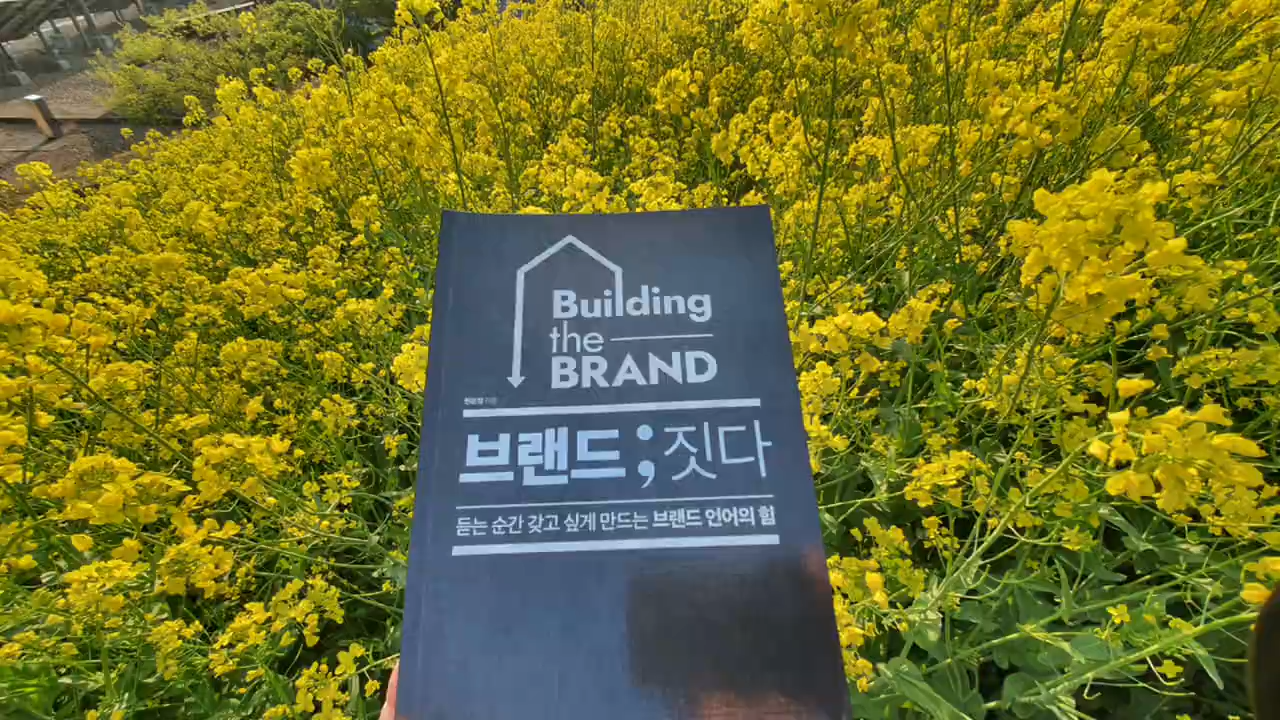 Building
the
BRAND
브랜드;짓다
듣는 순간 갖고 싶게 만드는 브랜드 언어의 힘